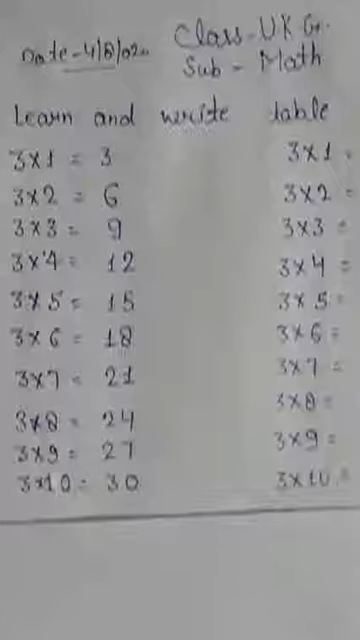 Date-4/8/020 Class-UKG.
Sub - Math
Learn and wreite table
3x1 = 3 3x1 =
3x2 = 6 3x2 =
3x3 = 9 3x3 =
3x4 = 12 3x4 =
3x5 = 15 3x5 =
3x6 = 18 3x6 =
3x7 = 21 3x7 =
3x8 = 24 3x8 =
3x9 = 27 3x9 =
3x10 = 30 3x10 =